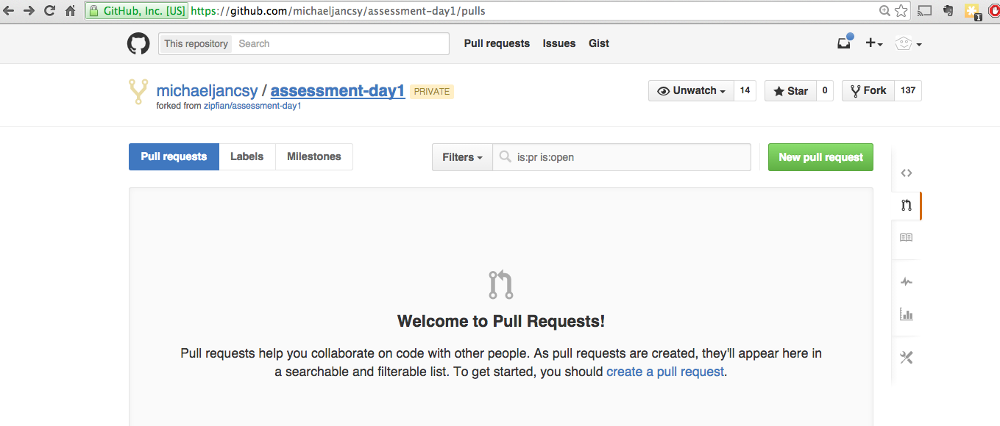 GitHub, Inc. [US] https://github.com/michaeljancsy/assessment-day1/pulls
1
This repository Search Pull requests Issues Gist
michaeljancsy / assessment-day1 PRIVATE
forked from zipfian/assessment-day1
Unwatch 14 Star 0 Fork 137
Pull requests Labels Milestones Filters is:pr is:open New pull request
Welcome to Pull Requests!
Pull requests help you collaborate on code with other people. As pull requests are created, they'll appear here in
a searchable and filterable list. To get started, you should create a pull request.